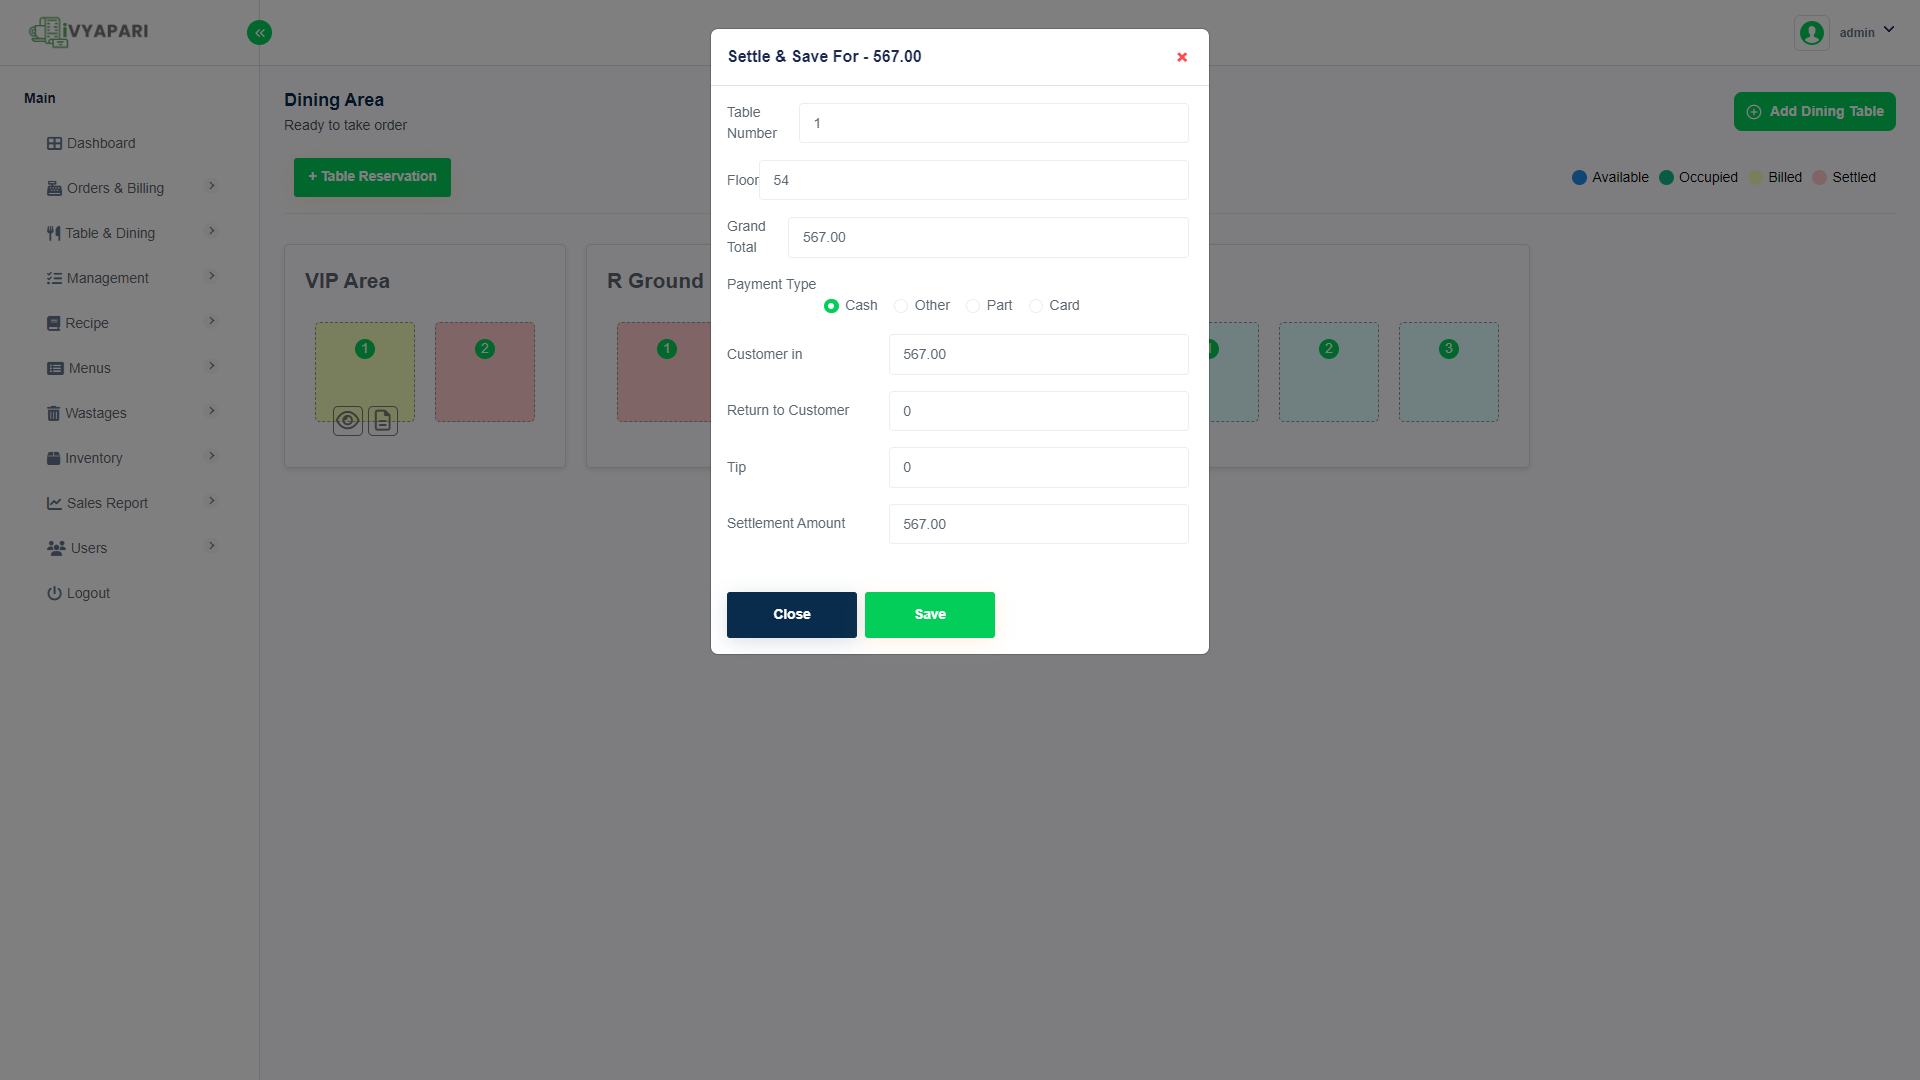 iVYAPARI
admin
Main
Dashboard
Orders & Billing
Table & Dining
Management
Recipe
Menus
Wastages
Inventory
Sales Report
Users
Logout
Dining Area
Ready to take order
Add Dining Table
+ Table Reservation
Available Occupied Billed Settled
VIP Area
1 2
R Ground
1
2 3
Settle & Save For - 567.00
Table Number 1
Floor 54
Grand Total 567.00
Payment Type
Cash Other Part Card
Customer in 567.00
Return to Customer 0
Tip 0
Settlement Amount 567.00
Close Save